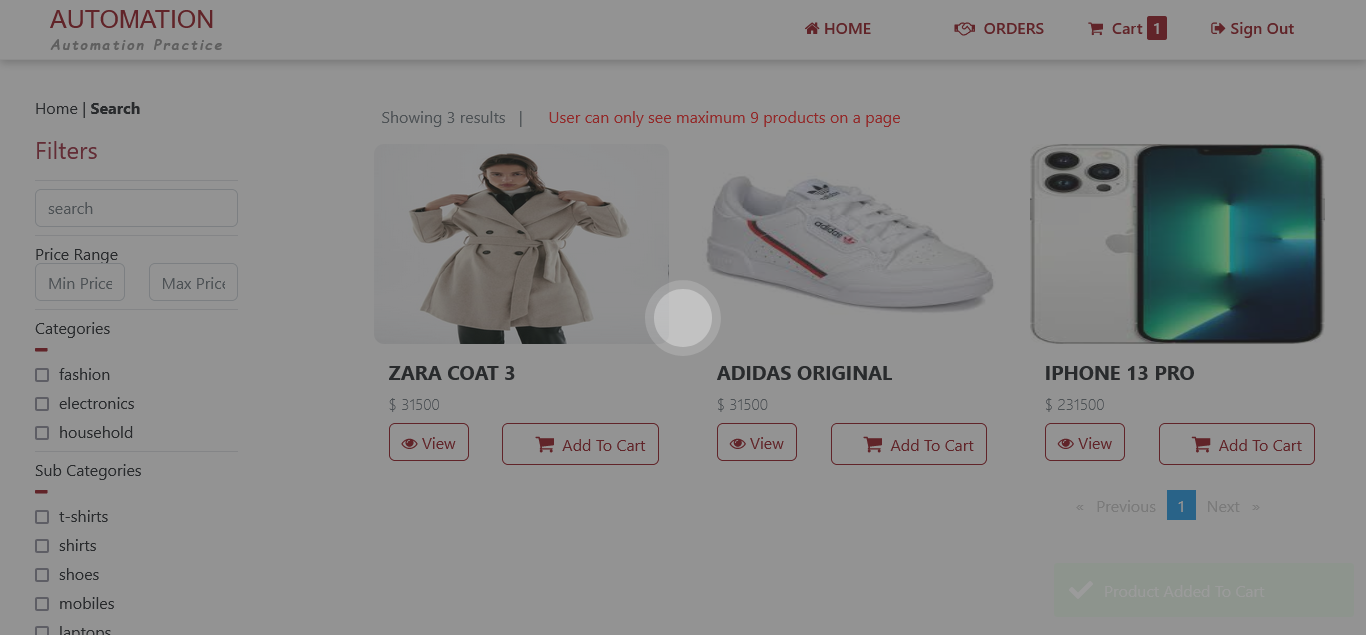 AUTOMATION
Automation Practice
HOME
ORDERS
Cart 1
Sign Out
Home | Search
Showing 3 results |
User can only see maximum 9 products on a page
Filters
search
Price Range
Min Price
Max Price
Categories
fashion
electronics
household
Sub Categories
t-shirts
shirts
shoes
mobiles
laptops
adidas
adidas
ZARA COAT 3
$ 31500
View
Add To Cart
ADIDAS ORIGINAL
$ 31500
View
Add To Cart
IPHONE 13 PRO
$ 231500
View
Add To Cart
« Previous 1 Next »
Product Added To Cart